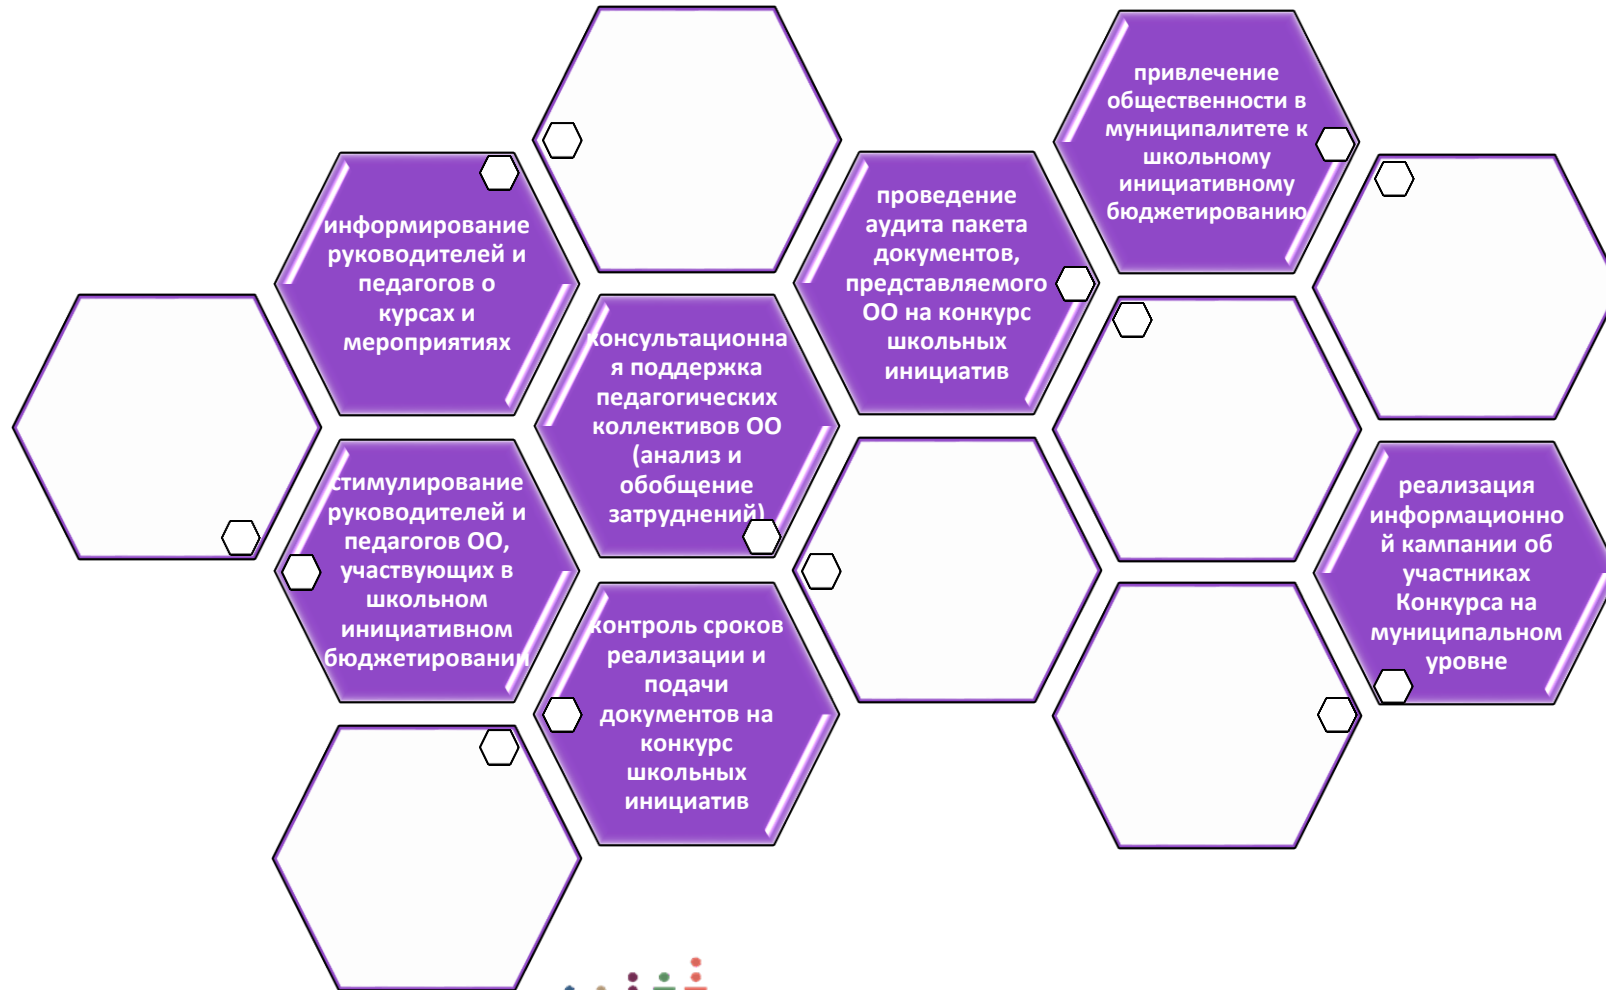 информирование
руководителей и
педагогов о
курсах и
мероприятиях
стимулирование
руководителей и
педагогов ОО,
участвующих в
школьном
инициативном
бюджетировании
консультационна
я поддержка
педагогических
коллективов ОО
(анализ и
обобщение
затруднений)
контроль сроков
реализации и
подачи
документов на
конкурс
школьных
инициатив
проведение
аудита пакета
документов,
представляемого
ОО на конкурс
школьных
инициатив
привлечение
общественности в
муниципалитете к
школьному
инициативному
бюджетированию
реализация
информационно
й кампании об
участниках
Конкурса на
муниципальном
уровне